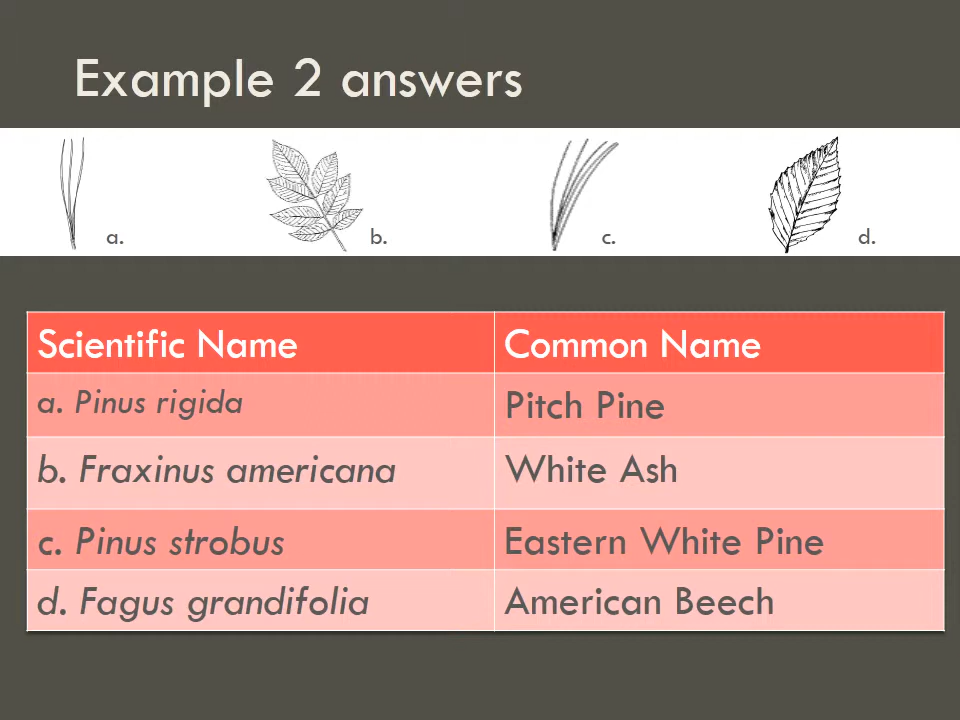 Example 2 answers
a.
b.
c.
d.
Scientific Name
Common Name
a. Pinus rigida
Pitch Pine
b. Fraxinus americana
White Ash
c. Pinus strobus
Eastern White Pine
d. Fagus grandifolia
American Beech